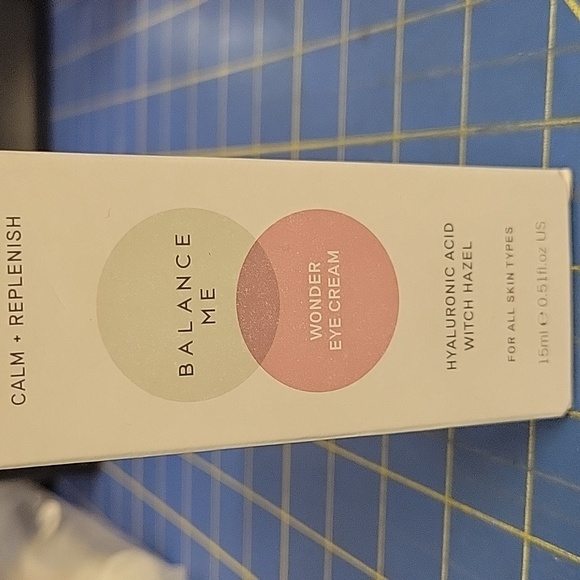 CALM + REPLENISH
BALANCE
ME
WONDER
EYE CREAM
HYALURONIC ACID
WITCH HAZEL
FOR ALL SKIN TYPES
15ml ℮ 0.51fl.oz US